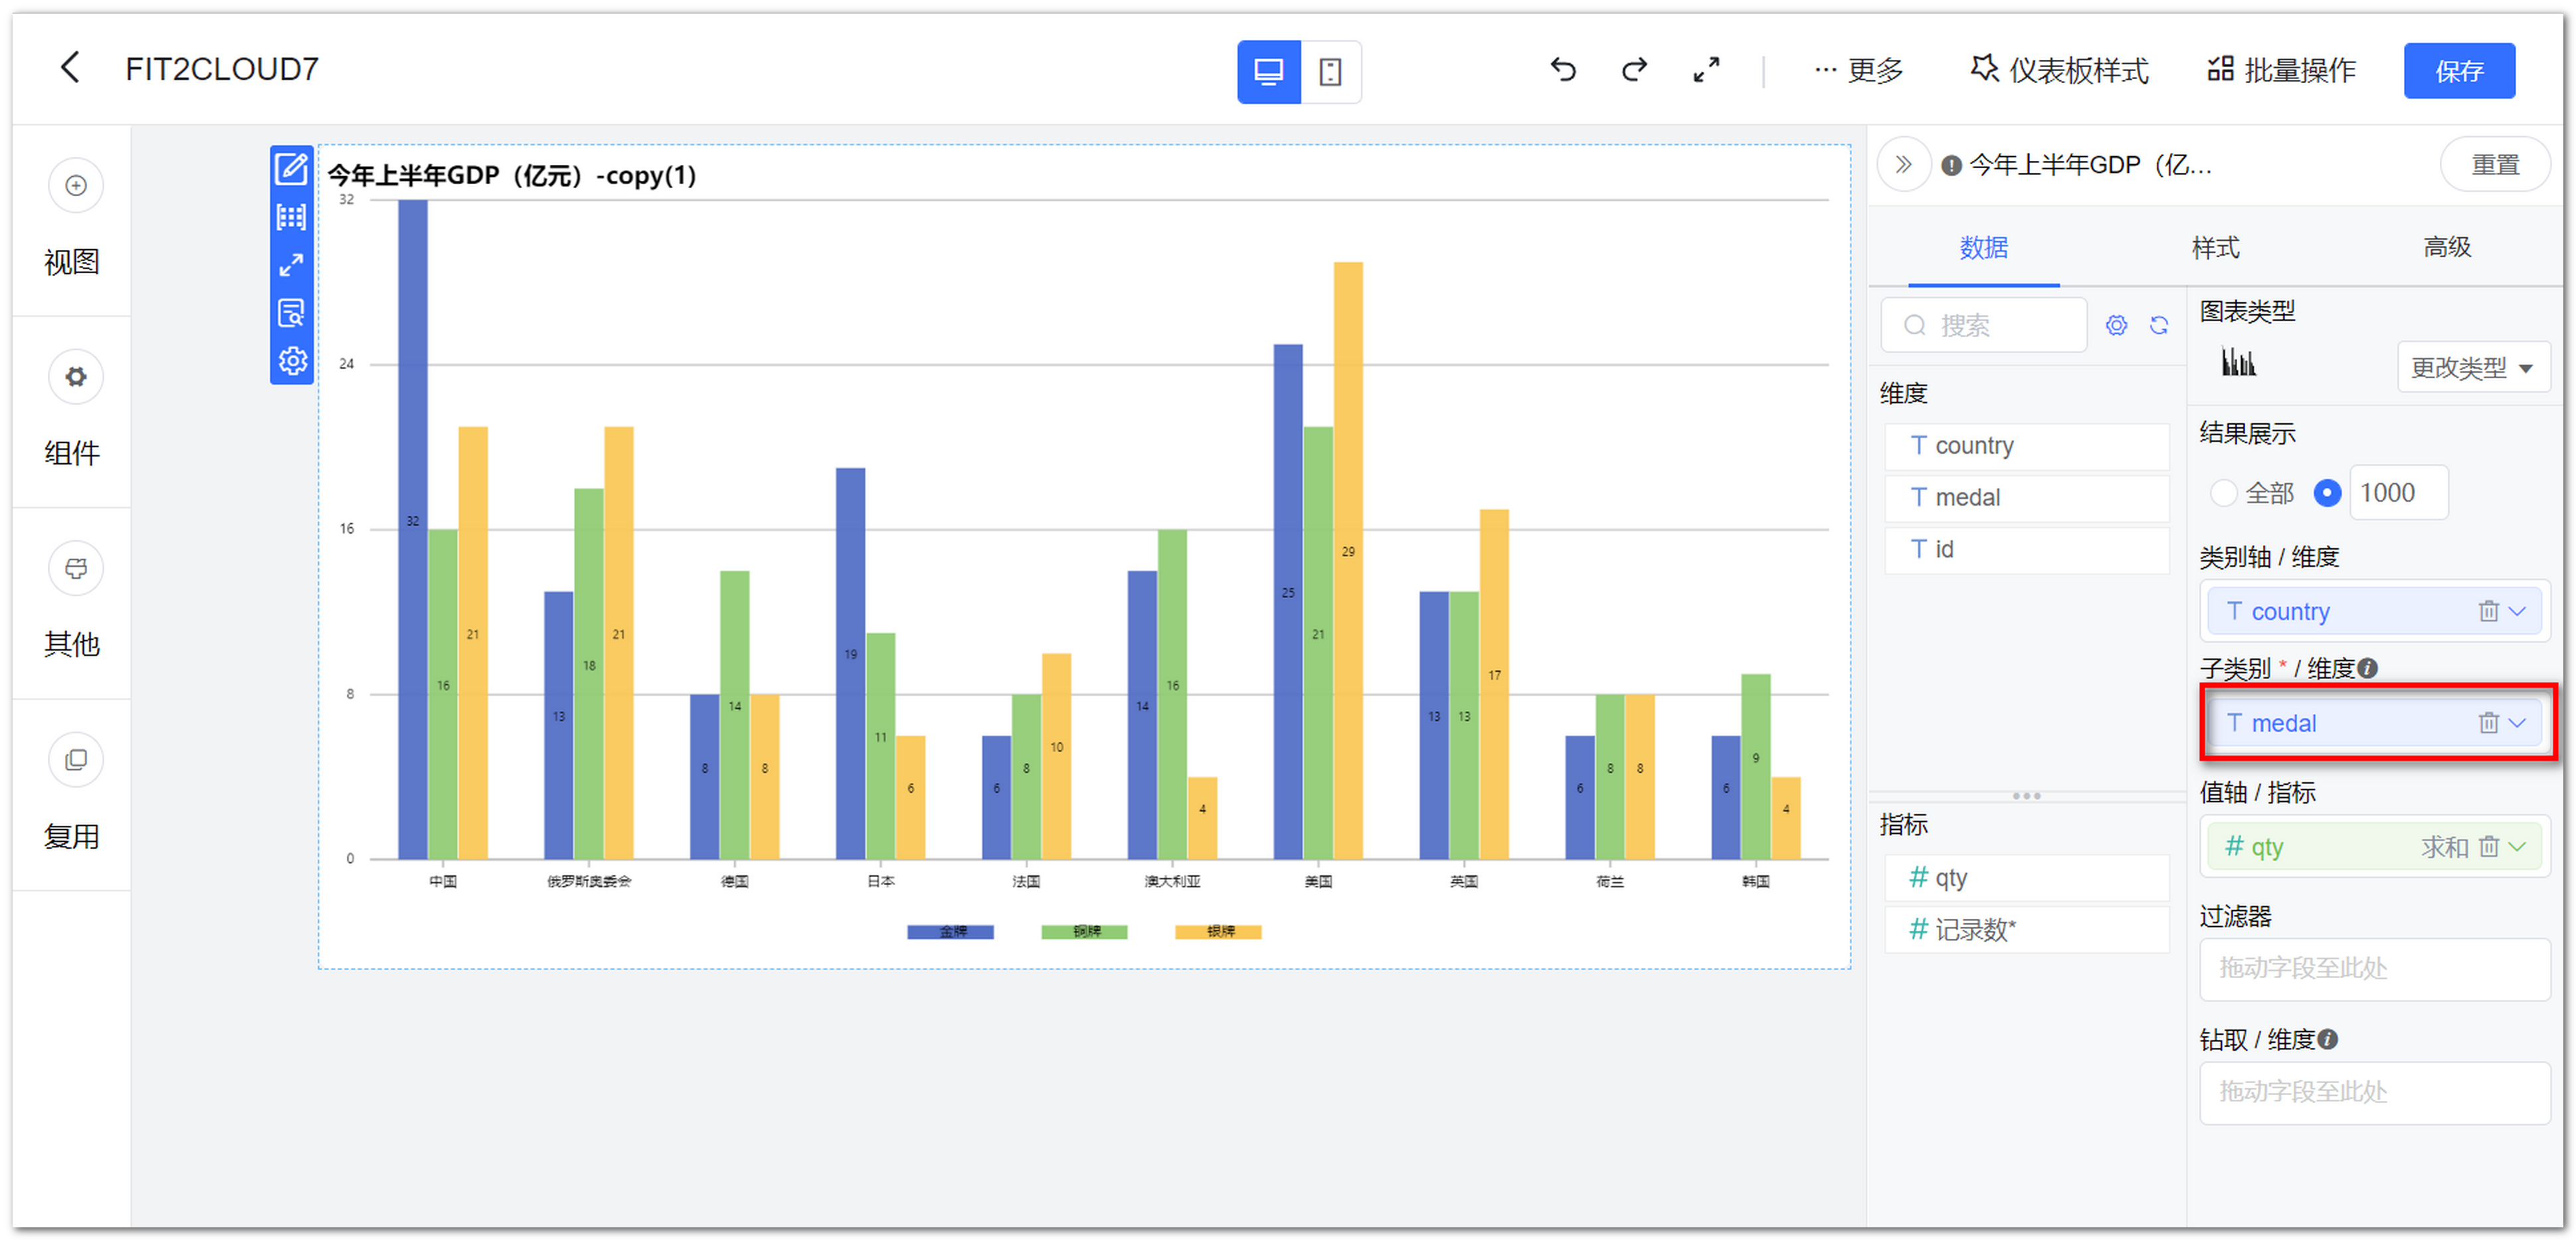 FIT2CLOUD7
··· 更多
仪表板样式
批量操作
保存
视图
组件
其他
复用
今年上半年GDP（亿元）-copy(1)
32
24
16
8
0
32
16
21
13
18
21
8
14
8
19
11
6
6
8
10
14
16
4
25
21
29
13
13
17
6
8
8
6
9
4
中国
俄罗斯奥委会
德国
日本
法国
澳大利亚
美国
英国
荷兰
韩国
金牌
铜牌
银牌
今年上半年GDP（亿...
重置
数据
样式
高级
搜索
维度
T country
T medal
T id
指标
# qty
# 记录数*
图表类型
更改类型
结果展示
全部
1000
类别轴 / 维度
T country
子类别 * / 维度
T medal
值轴 / 指标
# qty 求和
过滤器
拖动字段至此处
钻取 / 维度
拖动字段至此处